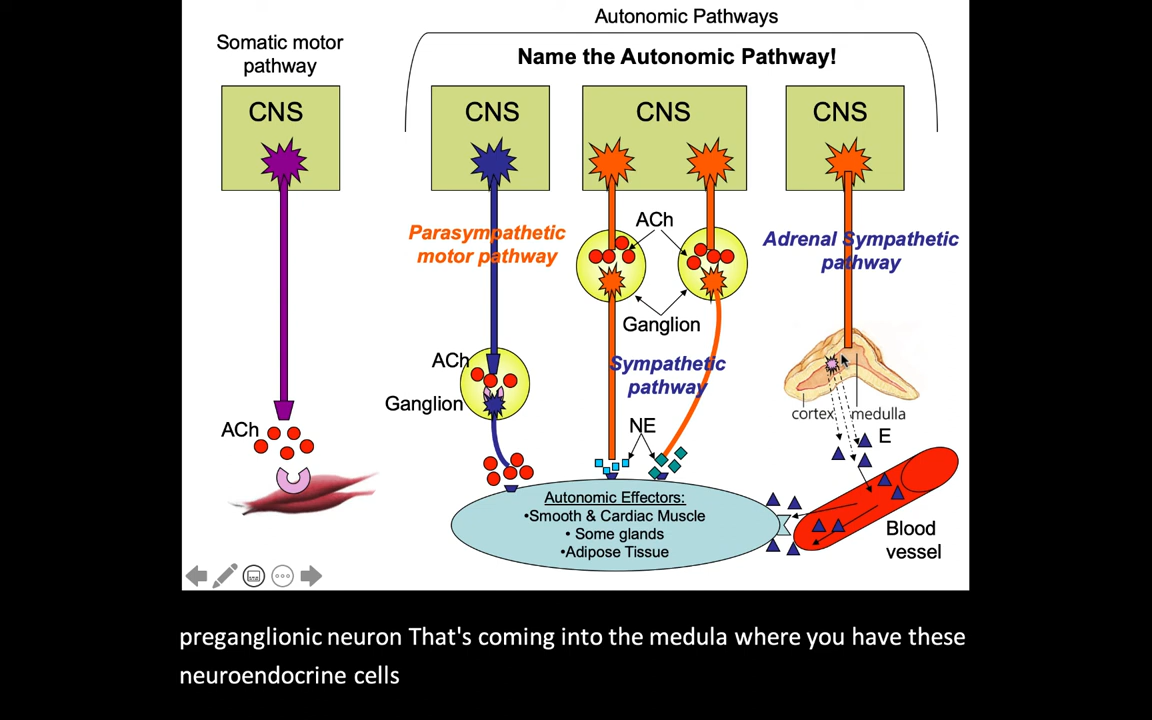 Autonomic Pathways
Somatic motor
pathway
Name the Autonomic Pathway!
CNS
CNS
CNS
CNS
ACh
Parasympathetic
motor pathway
Adrenal Sympathetic
pathway
Ganglion
ACh
Sympathetic
pathway
Ganglion
cortex
medulla
ACh
NE
E
Autonomic Effectors:
•Smooth & Cardiac Muscle
• Some glands
•Adipose Tissue
Blood
vessel
preganglionic neuron That's coming into the medula where you have these
neuroendocrine cells